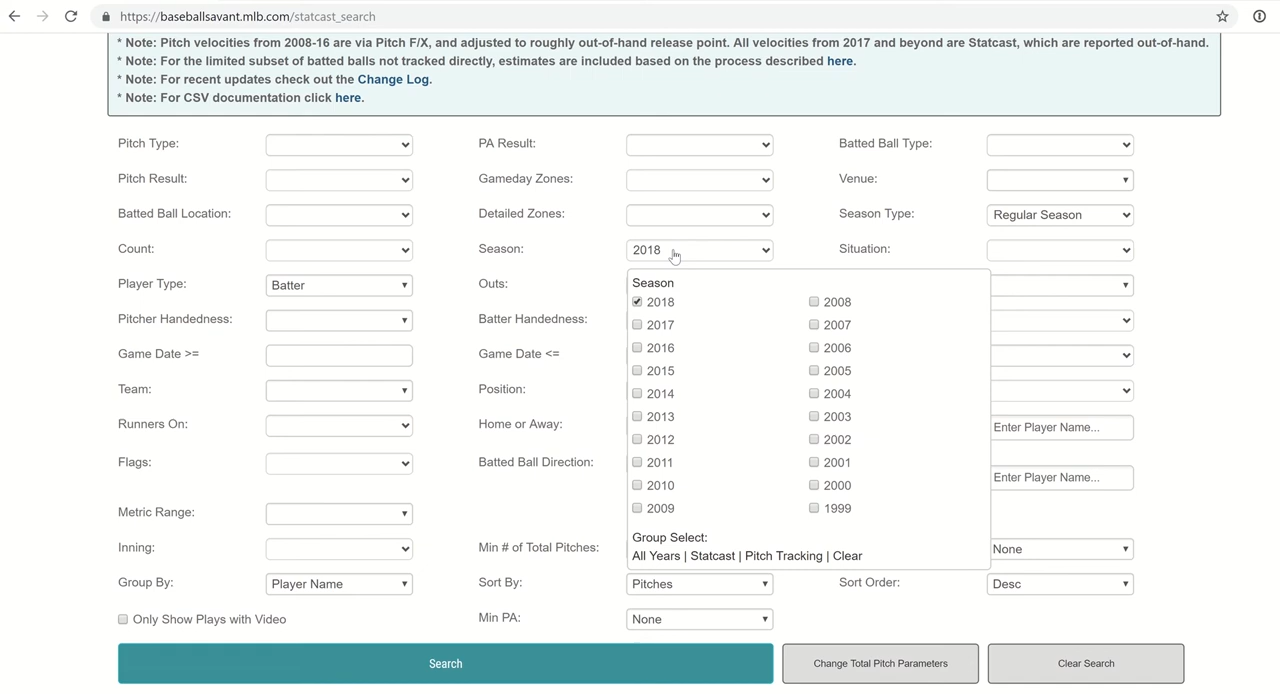 https://baseballsavant.mlb.com/statcast_search
* Note: Pitch velocities from 2008-16 are via Pitch F/X, and adjusted to roughly out-of-hand release point. All velocities from 2017 and beyond are Statcast, which are reported out-of-hand.
* Note: For the limited subset of batted balls not tracked directly, estimates are included based on the process described here.
* Note: For recent updates check out the Change Log.
* Note: For CSV documentation click here.
Pitch Type: PA Result: Batted Ball Type:
Pitch Result: Gameday Zones: Venue:
Batted Ball Location: Detailed Zones: Season Type: Regular Season
Count: Season: 2018 Situation:
Player Type: Batter Outs:
Season
2018 2008
Pitcher Handedness: Batter Handedness: 2017 2007
2016 2006
Game Date >= Game Date <=
2015 2005
Team: Position: 2014 2004
2013 2003
Runners On: Home or Away: Enter Player Name...
2012 2002
Flags: Batted Ball Direction: 2011 2001
Enter Player Name...
2010 2000
Metric Range: 2009 1999
Group Select:
Inning: Min # of Total Pitches: None
All Years | Statcast | Pitch Tracking | Clear
Group By: Player Name Sort By: Pitches Sort Order: Desc
Only Show Plays with Video Min PA: None
Search Change Total Pitch Parameters Clear Search